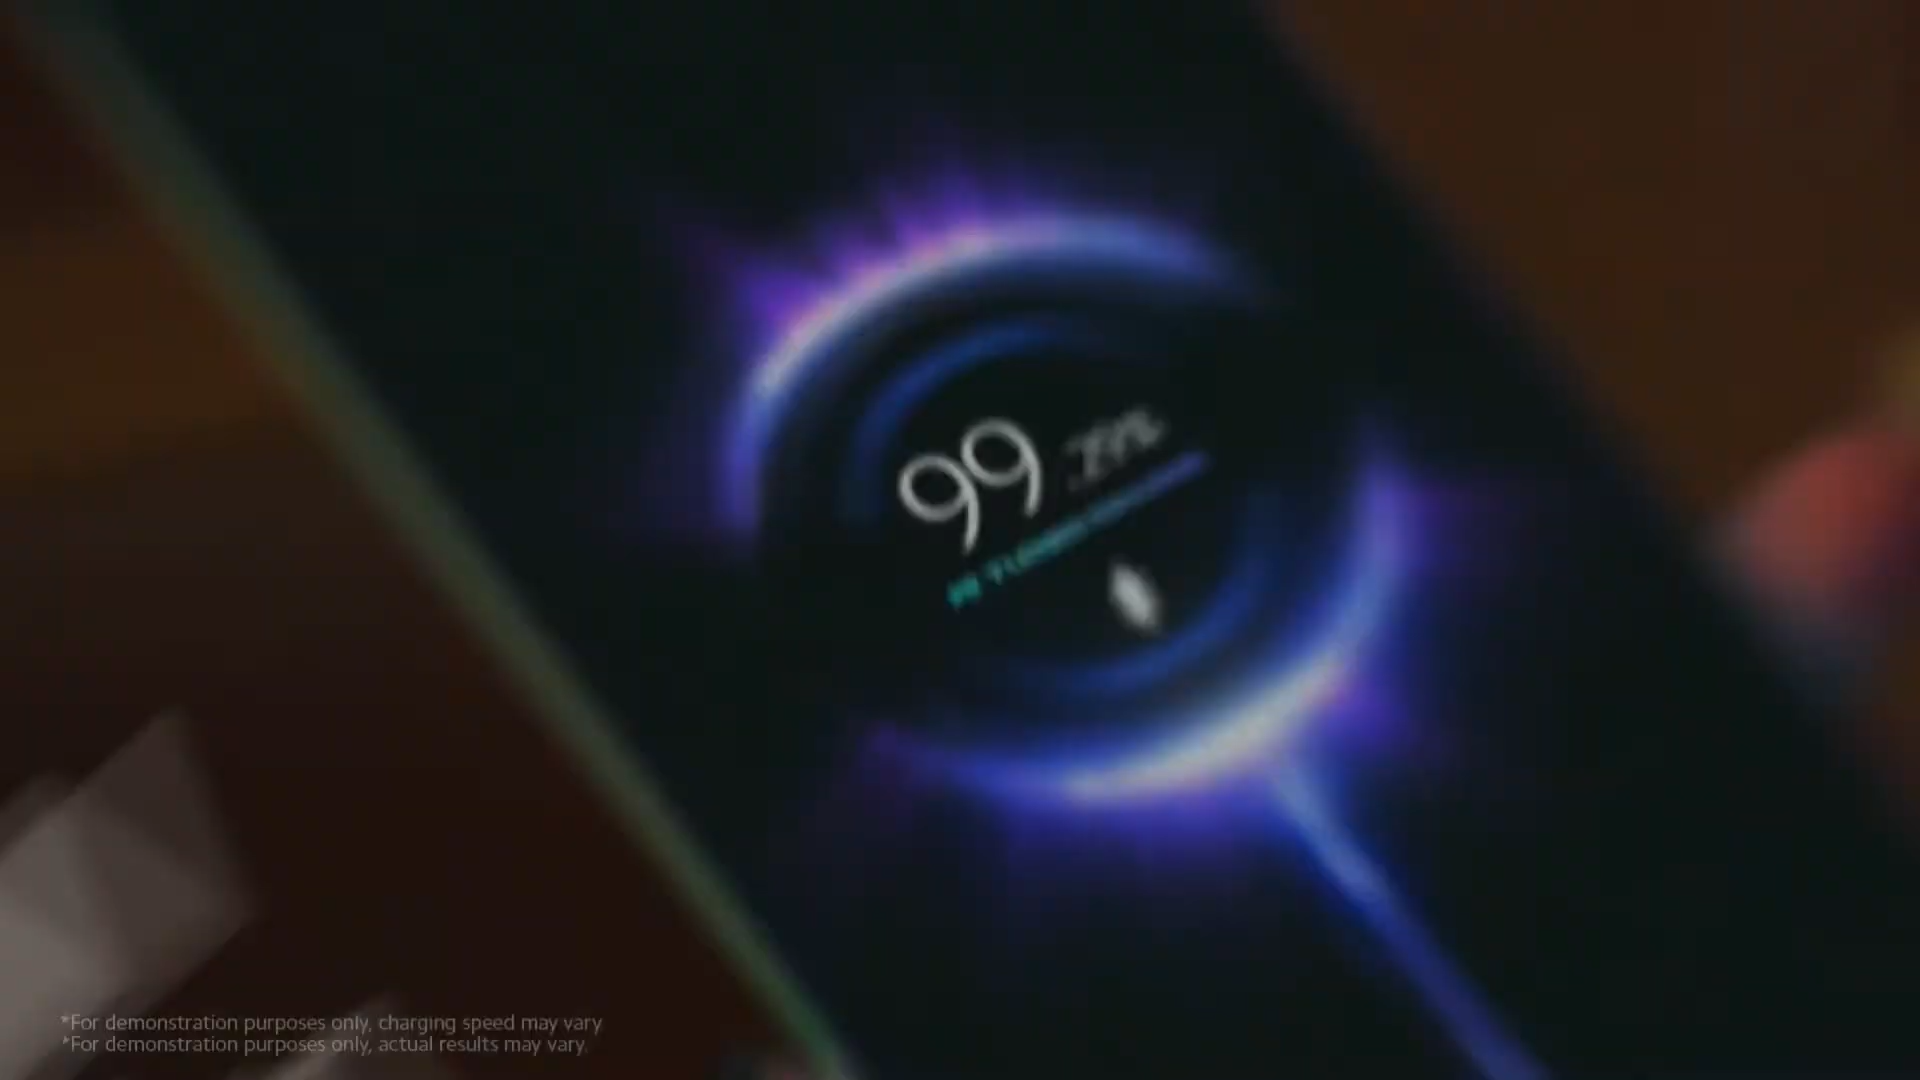 99
*For demonstration purposes only, charging speed may vary
*For demonstration purposes only, actual results may vary.